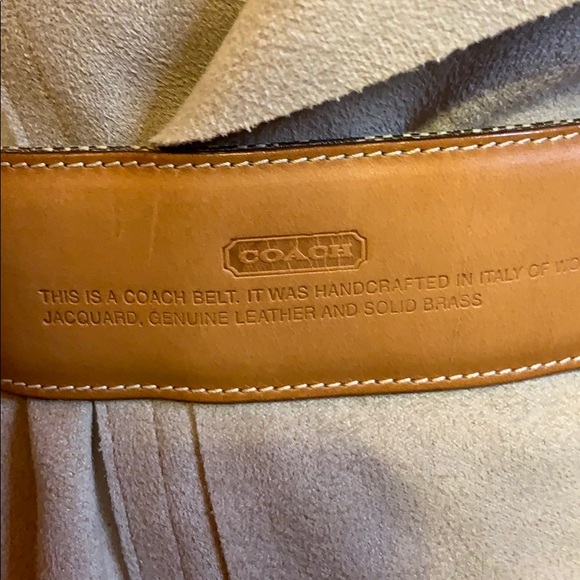 COACH
THIS IS A COACH BELT. IT WAS HANDCRAFTED IN ITALY OF
JACQUARD, GENUINE LEATHER AND SOLID BRASS